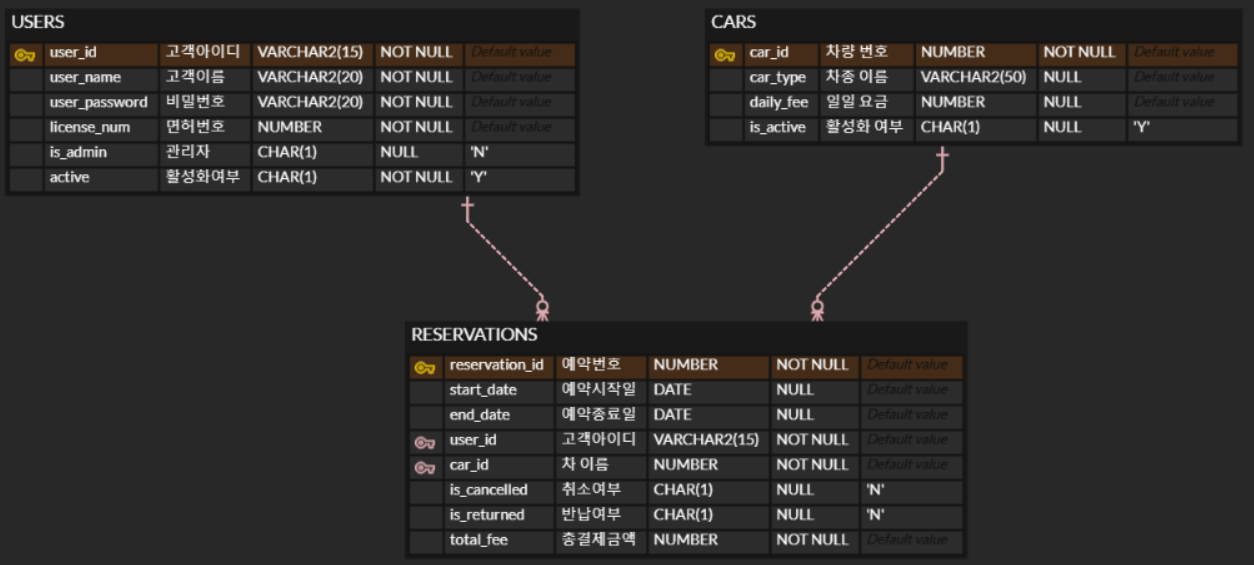 USERS
user_id 고객아이디 VARCHAR2(15) NOT NULL Default value
user_name 고객이름 VARCHAR2(20) NOT NULL Default value
user_password 비밀번호 VARCHAR2(20) NOT NULL Default value
license_num 면허번호 NUMBER NOT NULL Default value
is_admin 관리자 CHAR(1) NULL 'N'
active 활성화여부 CHAR(1) NOT NULL 'Y'
CARS
car_id 차량 번호 NUMBER NOT NULL Default value
car_type 차종 이름 VARCHAR2(50) NULL Default value
daily_fee 일일 요금 NUMBER NULL Default value
is_active 활성화 여부 CHAR(1) NULL 'Y'
RESERVATIONS
reservation_id 예약번호 NUMBER NOT NULL Default value
start_date 예약시작일 DATE NULL Default value
end_date 예약종료일 DATE NULL Default value
user_id 고객아이디 VARCHAR2(15) NOT NULL Default value
car_id 차 이름 NUMBER NOT NULL Default value
is_cancelled 취소여부 CHAR(1) NULL 'N'
is_returned 반납여부 CHAR(1) NULL 'N'
total_fee 총결제금액 NUMBER NOT NULL Default value